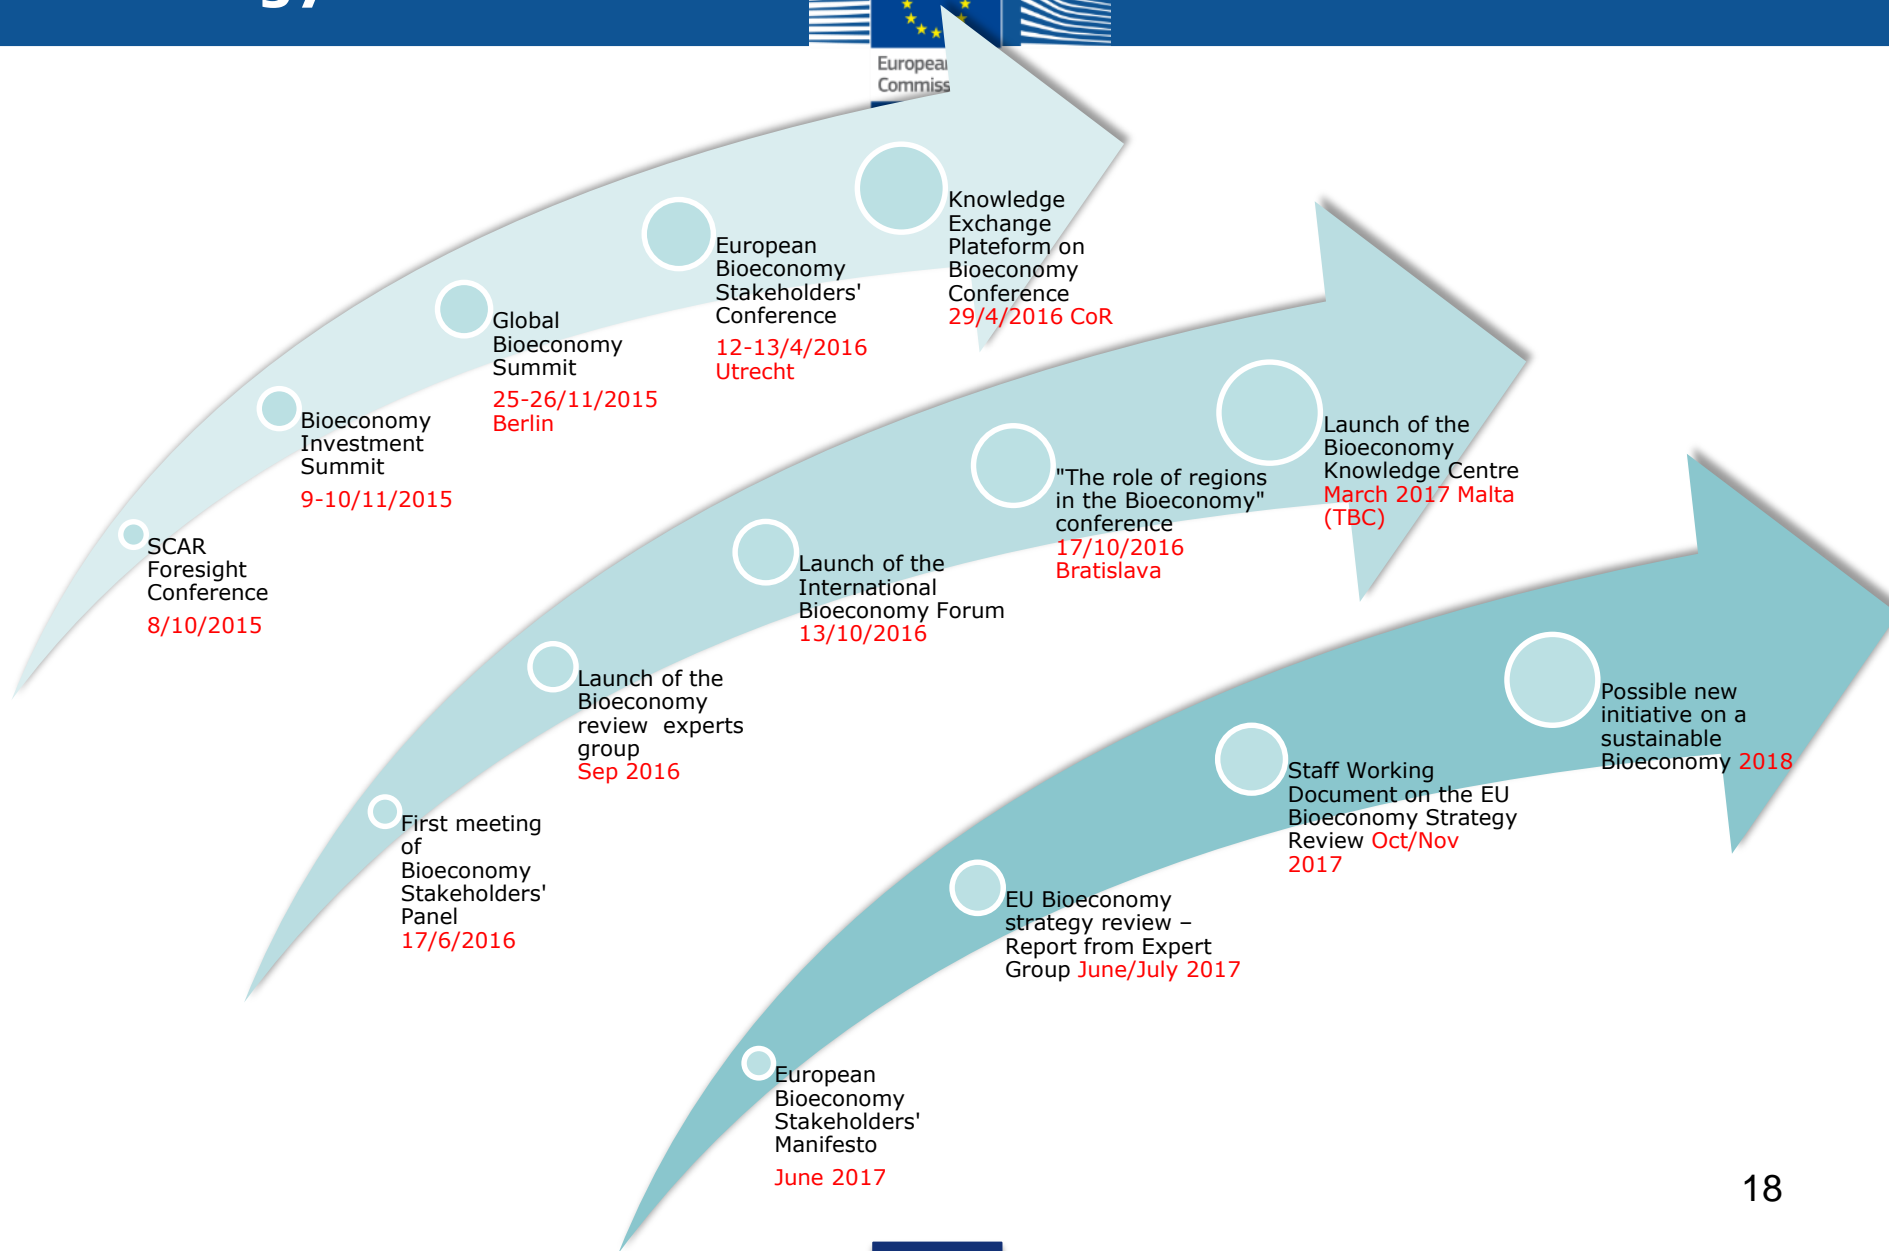 European
Commiss
Knowledge
Exchange
Plateform on
Bioeconomy
Conference
29/4/2016 CoR
European
Bioeconomy
Stakeholders'
Conference
12-13/4/2016
Utrecht
Global
Bioeconomy
Summit
25-26/11/2015
Berlin
Bioeconomy
Investment
Summit
9-10/11/2015
SCAR
Foresight
Conference
8/10/2015
Launch of the
Bioeconomy
Knowledge Centre
March 2017 Malta
(TBC)
"The role of regions
in the Bioeconomy"
conference
17/10/2016
Bratislava
Launch of the
International
Bioeconomy Forum
13/10/2016
Launch of the
Bioeconomy
review experts
group
Sep 2016
First meeting
of
Bioeconomy
Stakeholders'
Panel
17/6/2016
Possible new
initiative on a
sustainable
Bioeconomy 2018
Staff Working
Document on the EU
Bioeconomy Strategy
Review Oct/Nov
2017
EU Bioeconomy
strategy review –
Report from Expert
Group June/July 2017
European
Bioeconomy
Stakeholders'
Manifesto
June 2017
18